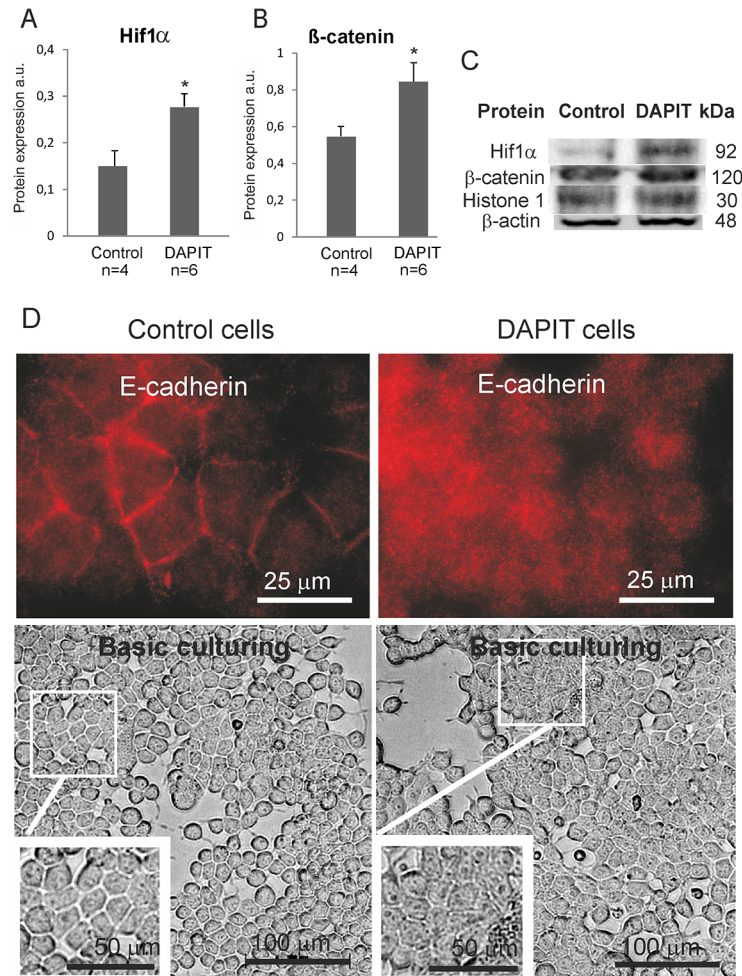 A
Hif1α
Protein expression a.u.
0,4
0,3
0,2
0,1
0
*
Control
n=4
DAPIT
n=6
B
ß-catenin
Protein expression a.u.
1
0,8
0,6
0,4
0,2
0
*
Control
n=4
DAPIT
n=6
C
Protein Control DAPIT kDa
Hif1α 92
β-catenin 120
Histone 1 30
β-actin 48
D
Control cells
DAPIT cells
E-cadherin
25 μm
E-cadherin
25 μm
Basic culturing
50 μm
100 μm
Basic culturing
50 μm
100 μm